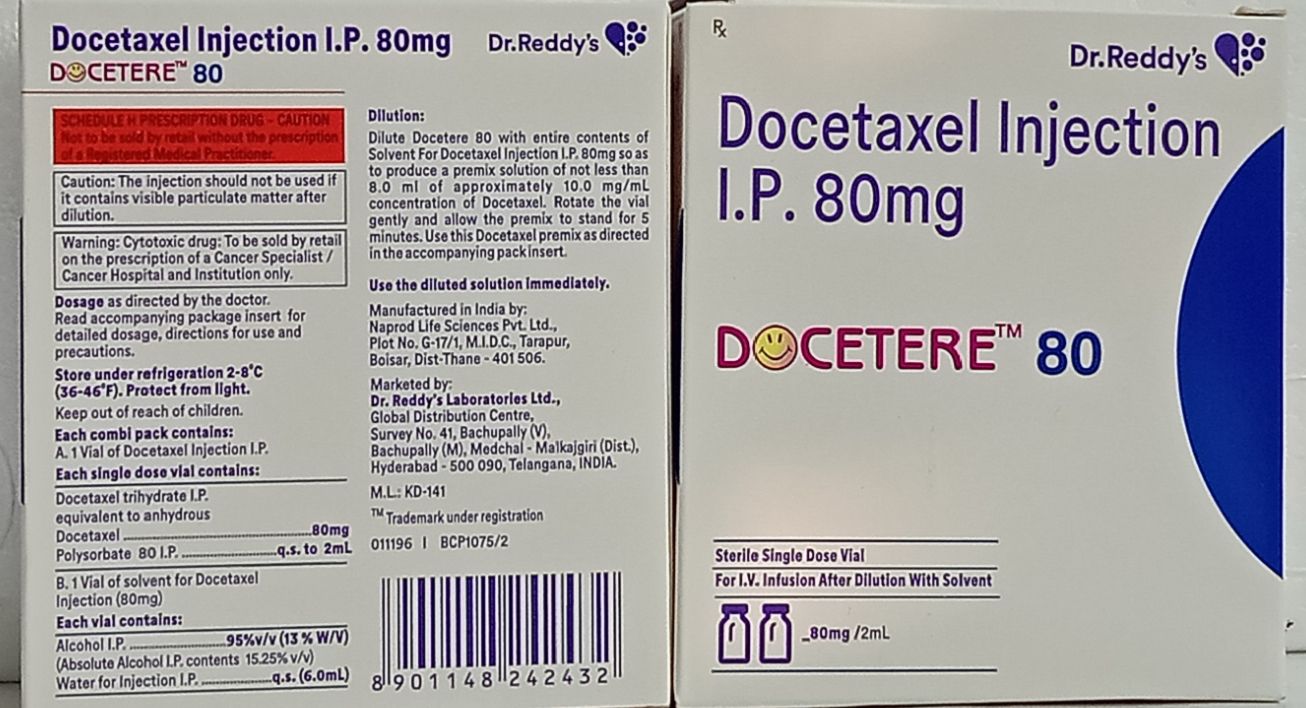 Docetaxel Injection I.P. 80mg
Dr.Reddy's
DOCETERE™ 80
SCHEDULE H PRESCRIPTION DRUG - CAUTION
Not to be sold by retail without the prescription
of a Registered Medical Practitioner.
Caution: The injection should not be used if
it contains visible particulate matter after
dilution.
Warning: Cytotoxic drug: To be sold by retail
on the prescription of a Cancer Specialist /
Cancer Hospital and Institution only.
Dosage as directed by the doctor.
Read accompanying package insert for
detailed dosage, directions for use and
precautions.
Store under refrigeration 2-8°C
(36-46°F). Protect from light.
Keep out of reach of children.
Each combi pack contains:
A. 1 Vial of Docetaxel Injection I.P.
Each single dose vial contains:
Docetaxel trihydrate I.P.
equivalent to anhydrous
Docetaxel ........................................80mg
Polysorbate 80 I.P. ....................q.s. to 2mL
B. 1 Vial of solvent for Docetaxel
Injection (80mg)
Each vial contains:
Alcohol I.P. ....................95%v/v (13 % W/V)
(Absolute Alcohol I.P. contents 15.25% v/v)
Water for Injection I.P. ...............q.s. (6.0mL)
Dilution:
Dilute Docetere 80 with entire contents of
Solvent For Docetaxel Injection I.P. 80mg so as
to produce a premix solution of not less than
8.0 ml of approximately 10.0 mg/mL
concentration of Docetaxel. Rotate the vial
gently and allow the premix to stand for 5
minutes. Use this Docetaxel premix as directed
in the accompanying pack insert.
Use the diluted solution immediately.
Manufactured in India by:
Naprod Life Sciences Pvt. Ltd.,
Plot No. G-17/1, M.I.D.C., Tarapur,
Boisar, Dist-Thane - 401 506.
Marketed by:
Dr. Reddy's Laboratories Ltd.,
Global Distribution Centre,
Survey No. 41, Bachupally (V),
Bachupally (M), Medchal - Malkajgiri (Dist.),
Hyderabad - 500 090, Telangana, INDIA.
M.L.: KD-141
™ Trademark under registration
011196 I BCP1075/2
8 901148 242432
Rx
Dr.Reddy's
Docetaxel Injection
I.P. 80mg
DOCETERE™ 80
Sterile Single Dose Vial
For I.V. Infusion After Dilution With Solvent
_80mg /2mL